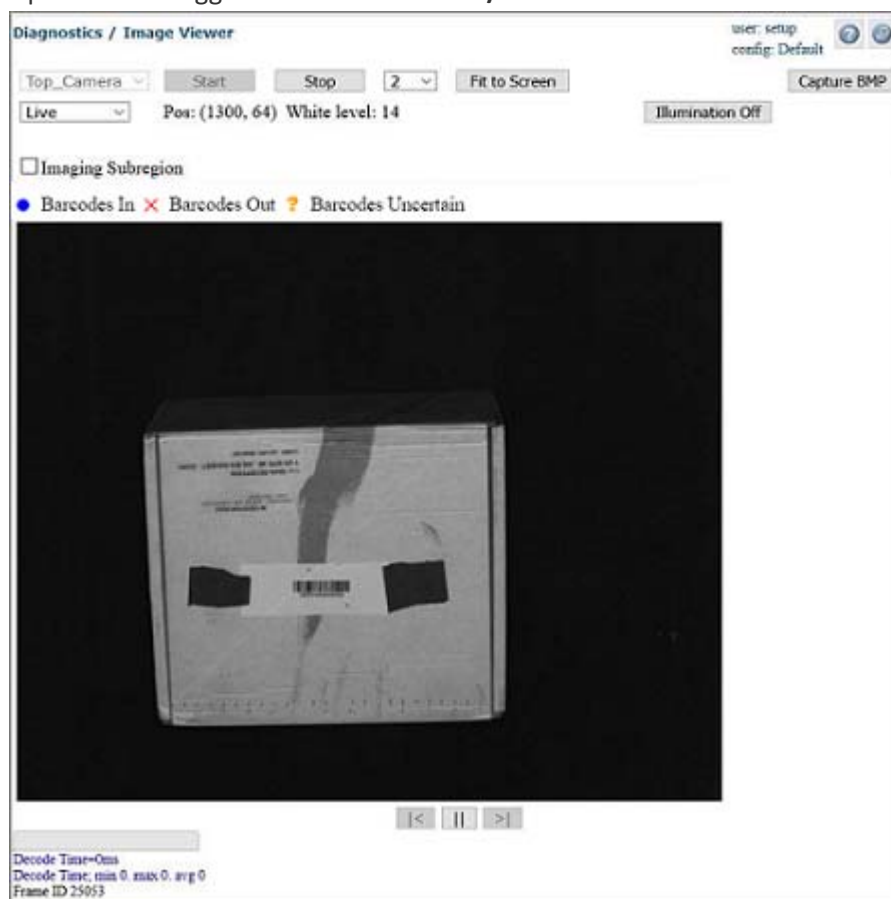 Diagnostics / Image Viewer
user: setup
config: Default
Top_Camera Start Stop 2 Fit to Screen Capture BMP
Live Pos: (1300, 64) White level: 14 Illumination Off
Imaging Subregion
Barcodes In Barcodes Out ? Barcodes Uncertain
|< || >|
Decode Time=0ms
Decode Time; min 0. max 0. avg 0
Frame ID 25053